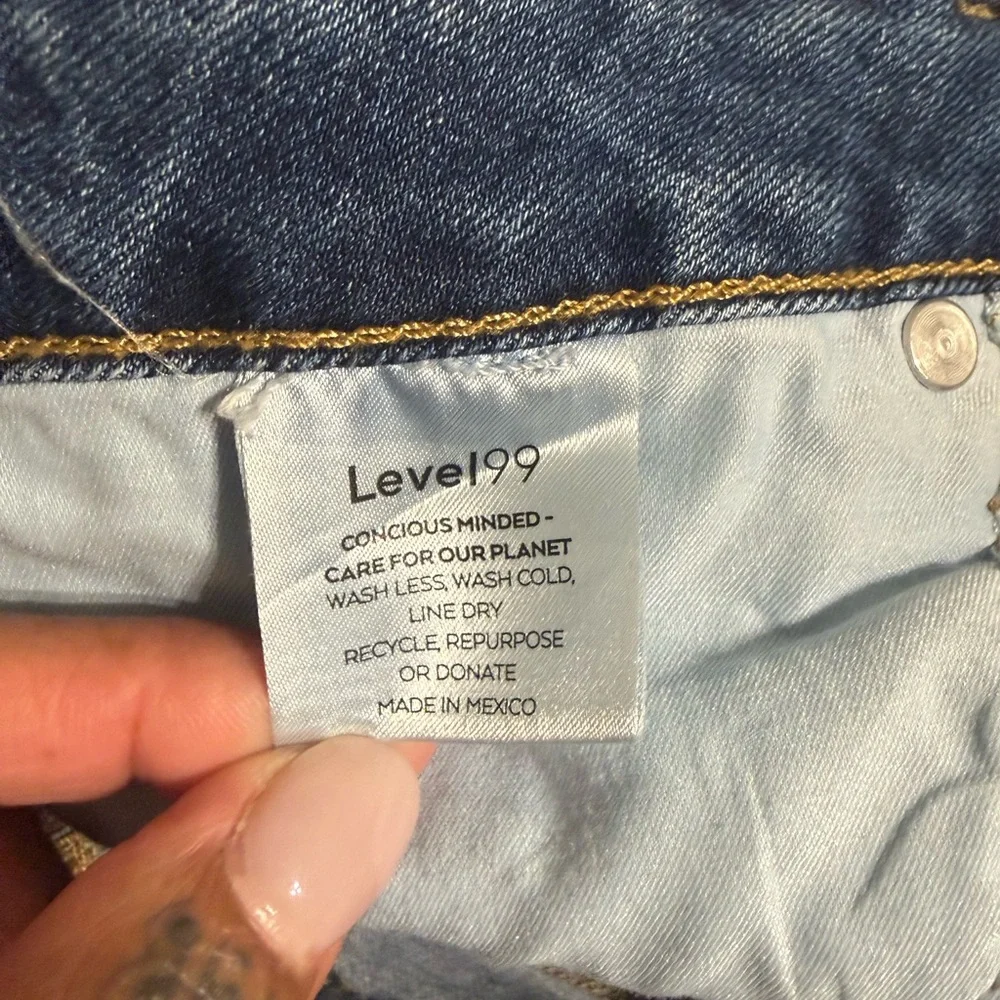 Level99
CONCIOUS MINDED -
CARE FOR OUR PLANET
WASH LESS, WASH COLD,
LINE DRY
RECYCLE, REPURPOSE
OR DONATE
MADE IN MEXICO